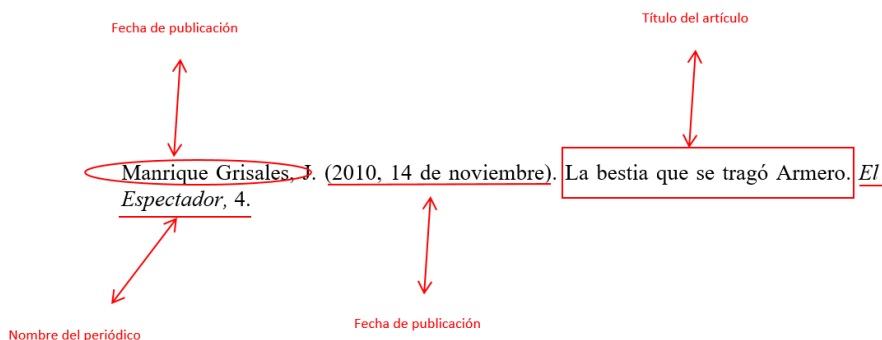 Título del artículo
Fecha de publicación
Manrique Grisales, J. (2010, 14 de noviembre). La bestia que se tragó Armero. El
Espectador, 4.
Fecha de publicación
Nombre del periódico